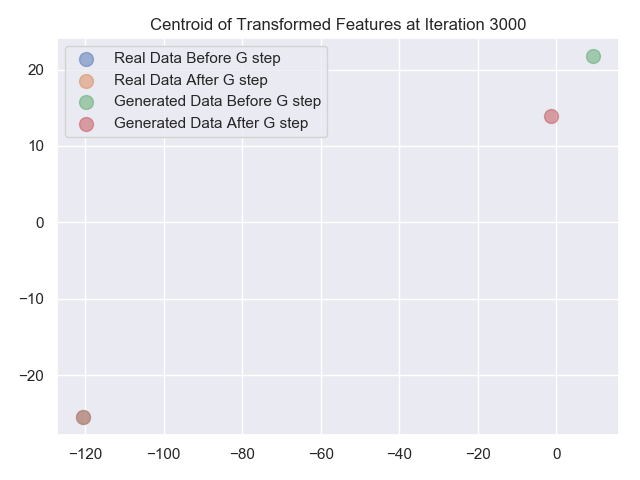 Centroid of Transformed Features at Iteration 3000
Real Data Before G step
Real Data After G step
Generated Data Before G step
Generated Data After G step
20
10
0
−10
−20
−120
−100
−80
−60
−40
−20
0